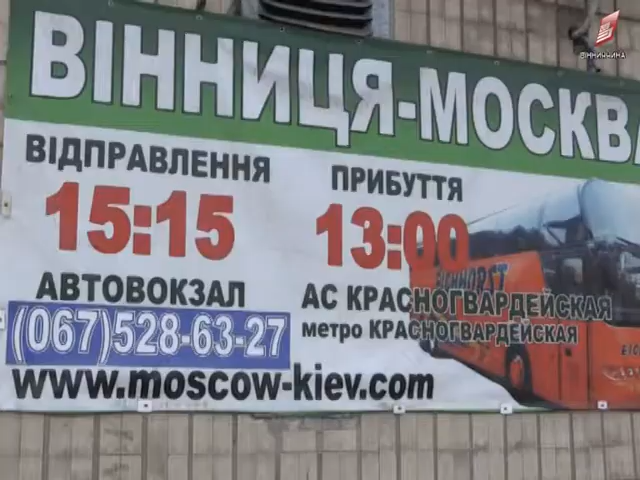 ВІННИЧЧИНА
ВІННИЦЯ-МОСКВА
ВІДПРАВЛЕННЯ
ПРИБУТТЯ
15:15
13:00
АВТОВОКЗАЛ
АС КРАСНОГВАРДЕЙСКАЯ
(067)528-63-27
метро КРАСНОГВАРДЕЙСКАЯ
www.moscow-kiev.com